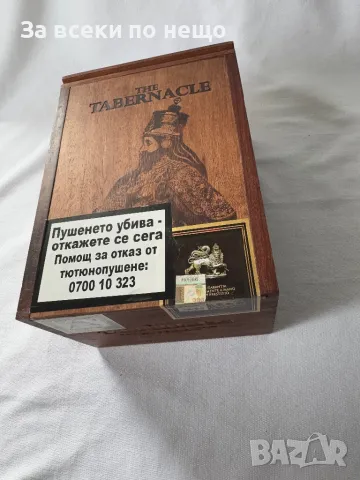 За всеки по нещо
THE
TABERNACLE
Пушенето убива -
откажете се сега
Помощ за отказ от
тютюнопушене:
0700 10 323
BAZAR